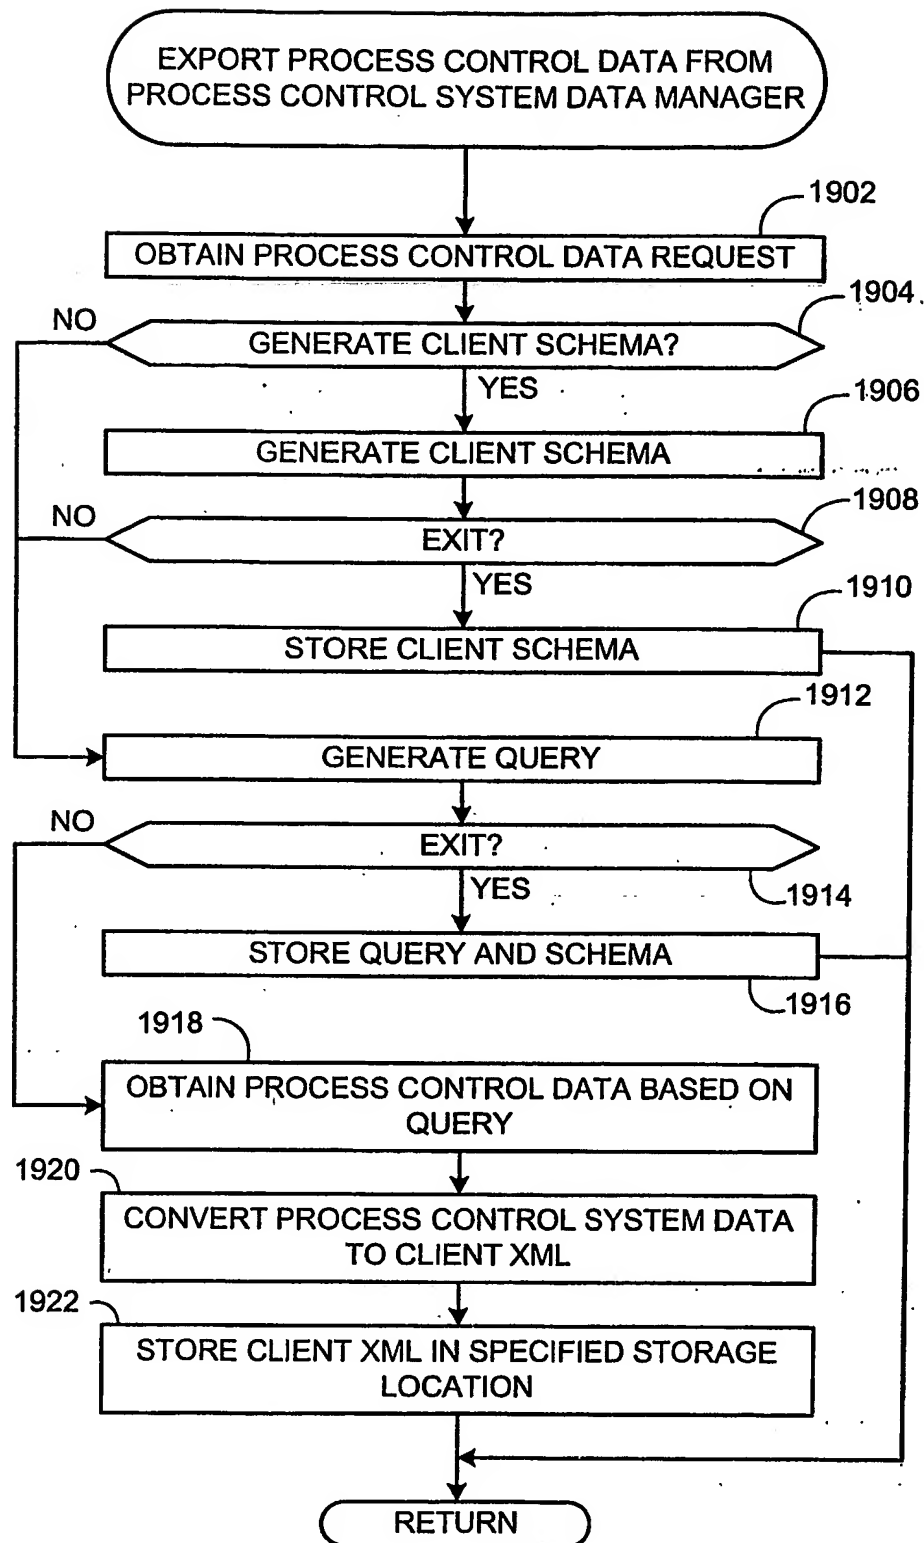 EXPORT PROCESS CONTROL DATA FROM
PROCESS CONTROL SYSTEM DATA MANAGER
1902
OBTAIN PROCESS CONTROL DATA REQUEST
1904
NO
GENERATE CLIENT SCHEMA?
YES
1906
GENERATE CLIENT SCHEMA
1908
NO
EXIT?
YES
1910
STORE CLIENT SCHEMA
1912
GENERATE QUERY
NO
EXIT?
YES
1914
STORE QUERY AND SCHEMA
1916
1918
OBTAIN PROCESS CONTROL DATA BASED ON
QUERY
1920
CONVERT PROCESS CONTROL SYSTEM DATA
TO CLIENT XML
1922
STORE CLIENT XML IN SPECIFIED STORAGE
LOCATION
RETURN